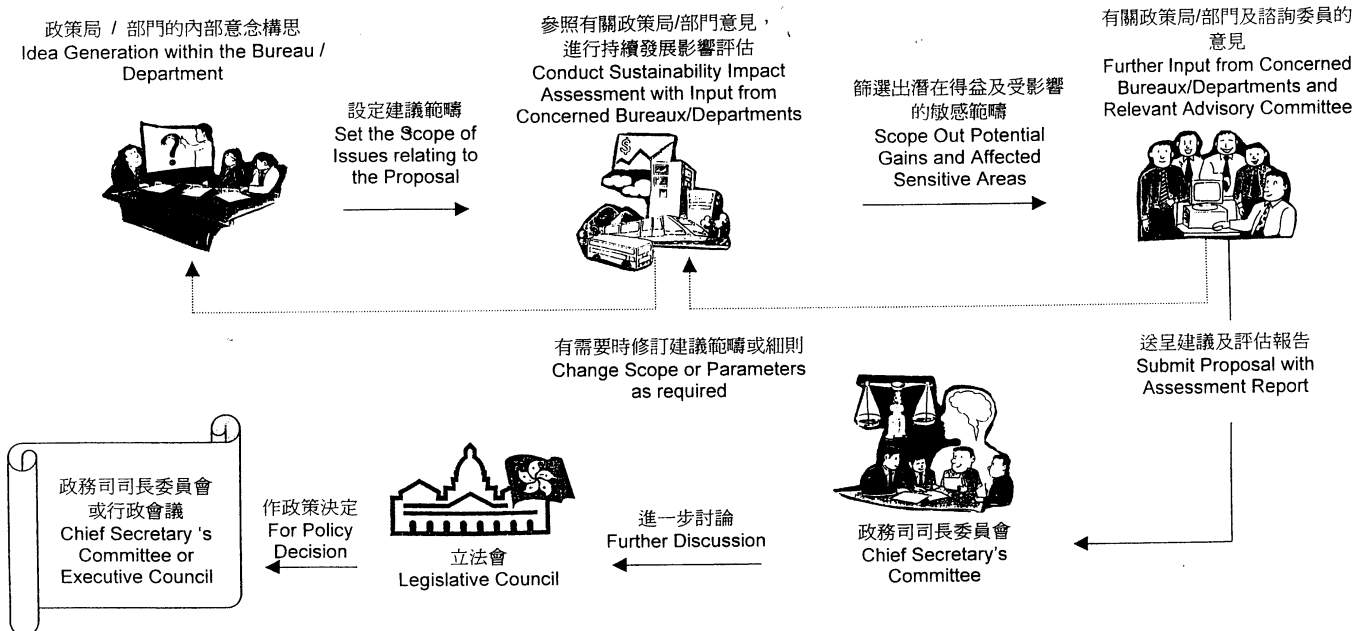 政策局 / 部門的內部意念構思
Idea Generation within the Bureau /
Department
設定建議範疇
Set the Scope of
Issues relating to
the Proposal
參照有關政策局/部門意見，
進行持續發展影響評估
Conduct Sustainability Impact
Assessment with Input from
Concerned Bureaux/Departments
篩選出潛在得益及受影響
的敏感範疇
Scope Out Potential
Gains and Affected
Sensitive Areas
有關政策局/部門及諮詢委員的
意見
Further Input from Concerned
Bureaux/Departments and
Relevant Advisory Committee
?
$
有需要時修訂建議範疇或細則
Change Scope or Parameters
as required
送呈建議及評估報告
Submit Proposal with
Assessment Report
政務司司長委員會
Chief Secretary's
Committee
進一步討論
Further Discussion
立法會
Legislative Council
作政策決定
For Policy
Decision
政務司司長委員會
或行政會議
Chief Secretary 's
Committee or
Executive Council